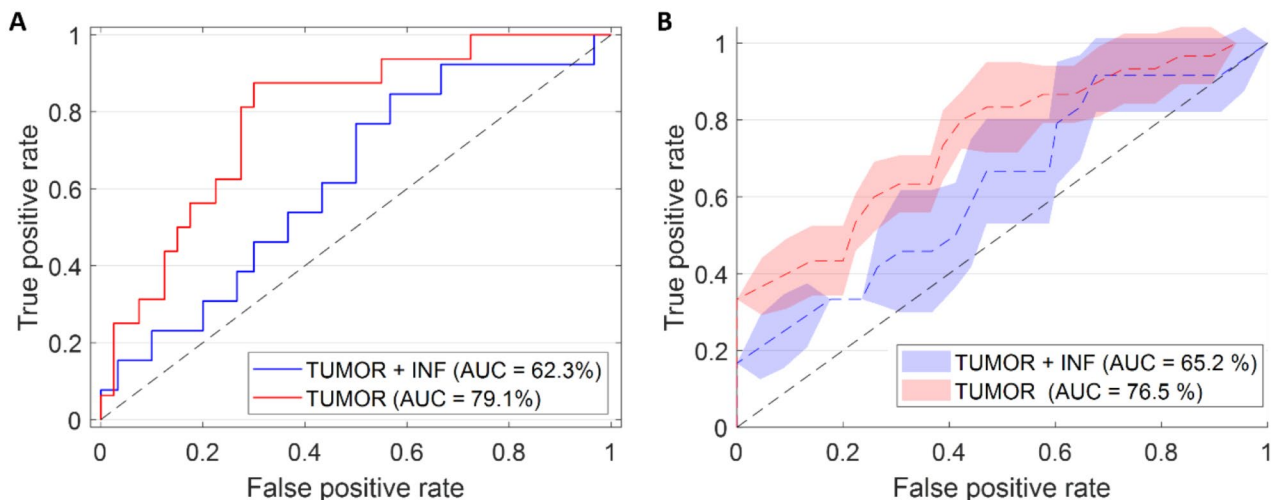 A
True positive rate
1
0.8
0.6
0.4
0.2
0
TUMOR + INF (AUC = 62.3%)
TUMOR (AUC = 79.1%)
0 0.2 0.4 0.6 0.8 1
False positive rate
B
True positive rate
1
0.8
0.6
0.4
0.2
0
TUMOR + INF (AUC = 65.2 %)
TUMOR (AUC = 76.5 %)
0 0.2 0.4 0.6 0.8 1
False positive rate